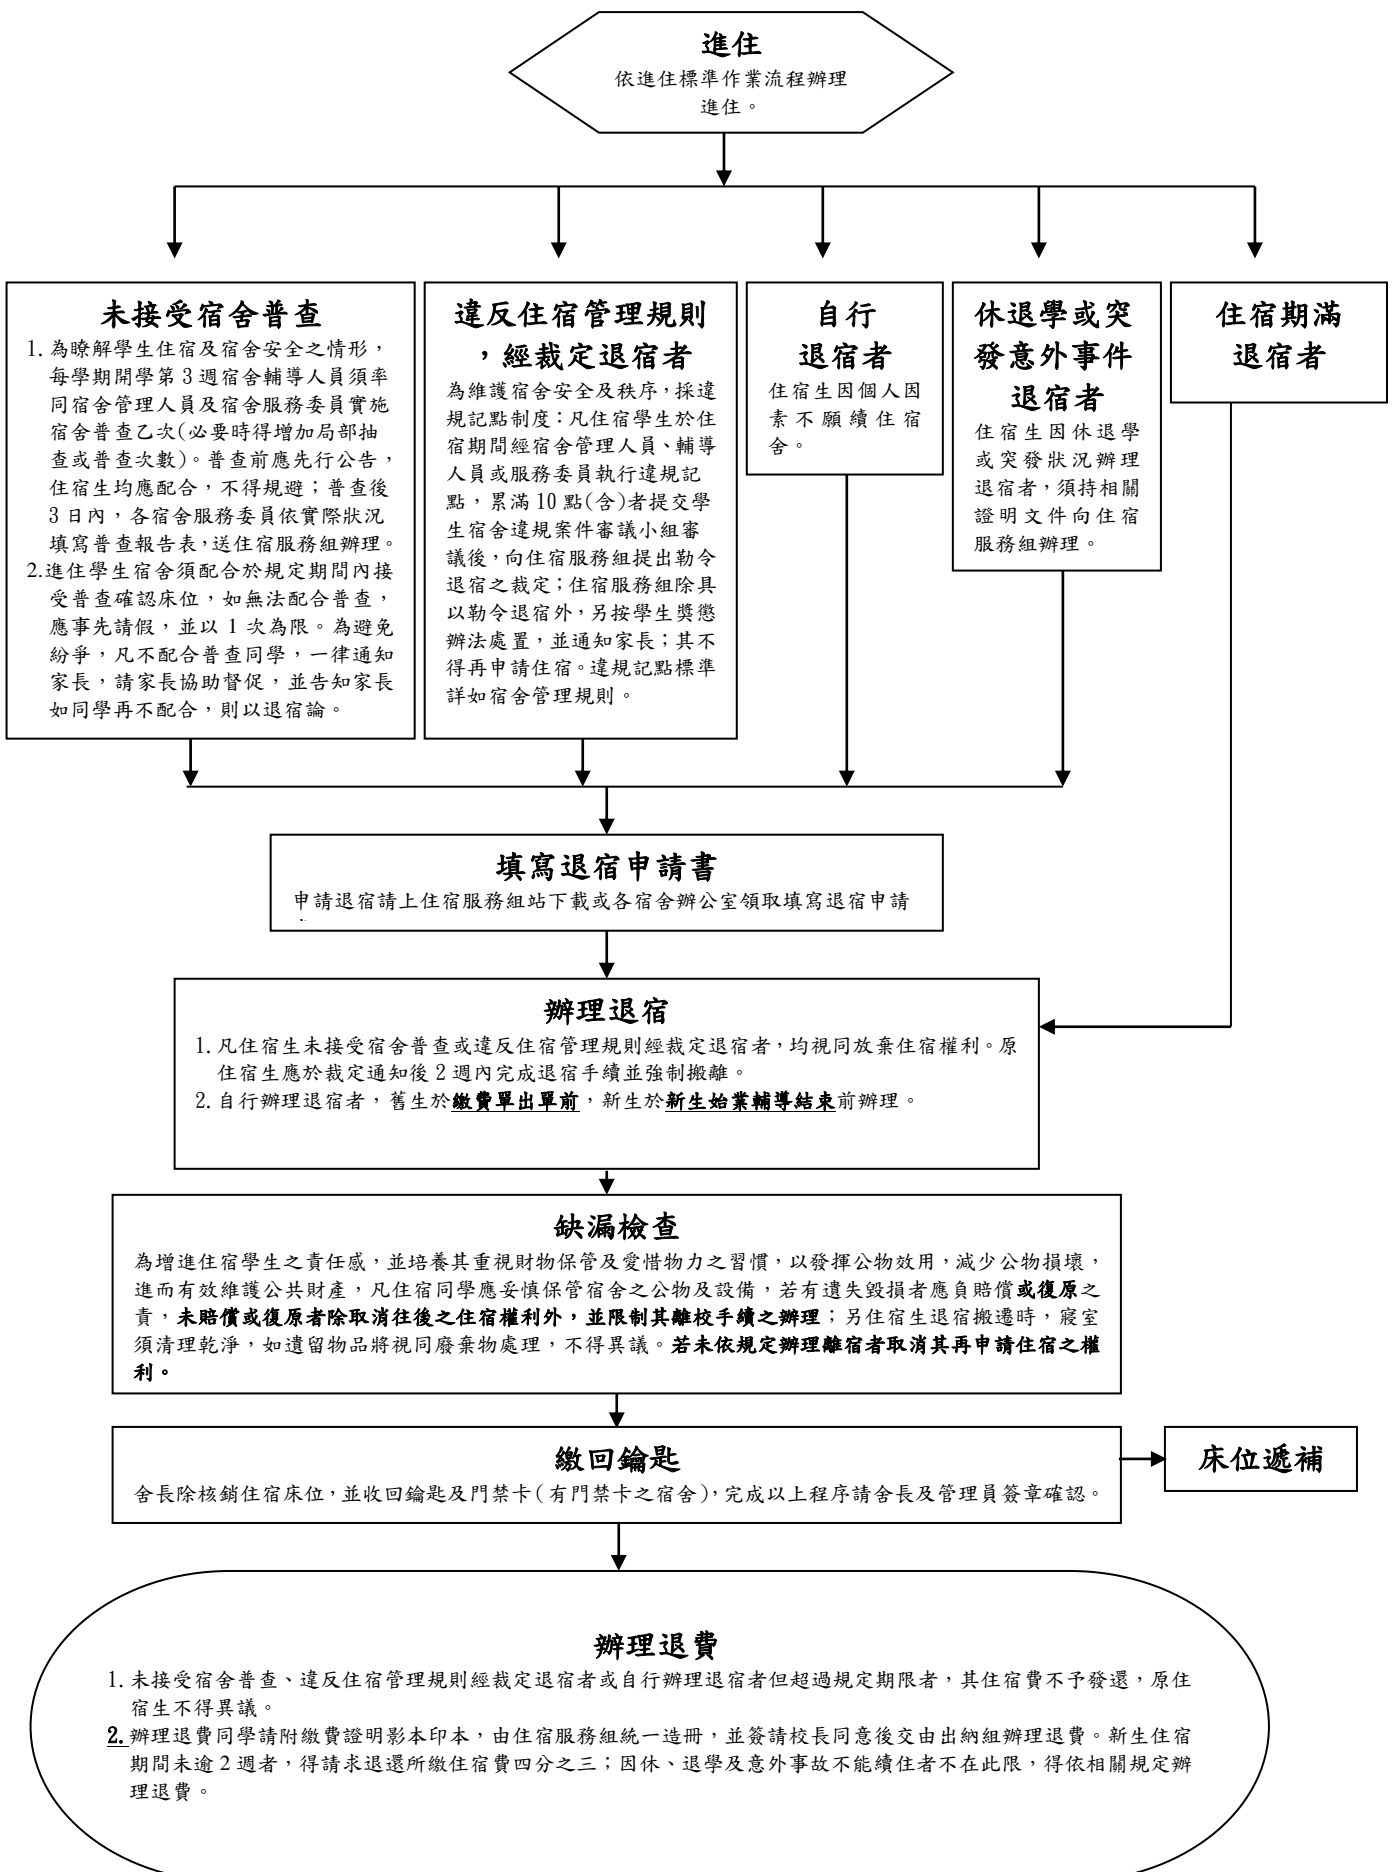 進住
依進住標準作業流程辦理
進住。
未接受宿舍普查
1.為瞭解學生住宿及宿舍安全之情形，
每學期開學第3週宿舍輔導人員須率
同宿舍管理人員及宿舍服務委員實施
宿舍普查乙次(必要時得增加局部抽
查或普查次數)。普查前應先行公告，
住宿生均應配合，不得規避；普查後
3日內，各宿舍服務委員依實際狀況
填寫普查報告表，送住宿服務組辦理。
2.進住學生宿舍須配合於規定期間內接
受普查確認床位，如無法配合普查，
應事先請假，並以1次為限。為避免
紛爭，凡不配合普查同學，一律通知
家長，請家長協助督促，並告知家長
如同學再不配合，則以退宿論。
違反住宿管理規則
，經裁定退宿者
為維護宿舍安全及秩序，採違
規記點制度：凡住宿學生於住
宿期間經宿舍管理人員、輔導
人員或服務委員執行違規記
點，累滿10點(含)者提交學
生宿舍違規案件審議小組審
議後，向住宿服務組提出勒令
退宿之裁定；住宿服務組除具
以勒令退宿外，另按學生獎懲
辦法處置，並通知家長；其不
得再申請住宿。違規記點標準
詳如宿舍管理規則。
自行
退宿者
住宿生因個人因
素不願續住宿
舍。
休退學或突
發意外事件
退宿者
住宿生因休退學
或突發狀況辦理
退宿者，須持相關
證明文件向住宿
服務組辦理。
住宿期滿
退宿者
填寫退宿申請書
申請退宿請上住宿服務組站下載或各宿舍辦公室領取填寫退宿申請
辦理退宿
1.凡住宿生未接受宿舍普查或違反住宿管理規則經裁定退宿者，均視同放棄住宿權利。原
住宿生應於裁定通知後2週內完成退宿手續並強制搬離。
2.自行辦理退宿者，舊生於繳費單出單前，新生於新生始業輔導結束前辦理。
缺漏檢查
為增進住宿學生之責任感，並培養其重視財物保管及愛惜物力之習慣，以發揮公物效用，減少公物損壞，
進而有效維護公共財產，凡住宿同學應妥慎保管宿舍之公物及設備，若有遺失毀損者應負賠償或復原之
責，未賠償或復原者除取消往後之住宿權利外，並限制其離校手續之辦理；另住宿生退宿搬遷時，寢室
須清理乾淨，如遺留物品將視同廢棄物處理，不得異議。若未依規定辦理離宿者取消其再申請住宿之權
利。
繳回鑰匙
舍長除核銷住宿床位，並收回鑰匙及門禁卡(有門禁卡之宿舍)，完成以上程序請舍長及管理員簽章確認。
床位遞補
辦理退費
1.未接受宿舍普查、違反住宿管理規則經裁定退宿者或自行辦理退宿者但超過規定期限者，其住宿費不予發還，原住
宿生不得異議。
2.辦理退費同學請附繳費證明影本印本，由住宿服務組統一造冊，並簽請校長同意後交由出納組辦理退費。新生住宿
期間未逾2週者，得請求退還所繳住宿費四分之三；因休、退學及意外事故不能續住者不在此限，得依相關規定辦
理退費。